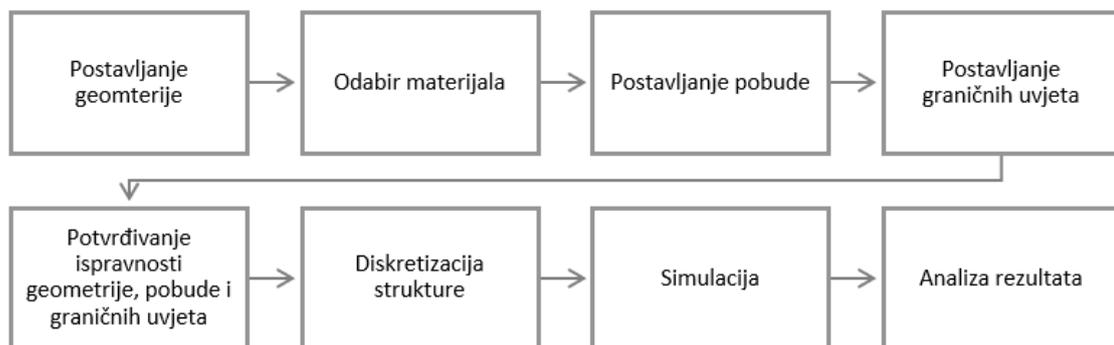 Postavljanje
geomterije
Odabir materijala
Postavljanje pobude
Postavljanje
graničnih uvjeta
Potvrđivanje
ispravnosti
geometrije, pobude i
graničnih uvjeta
Diskretizacija
strukture
Simulacija
Analiza rezultata